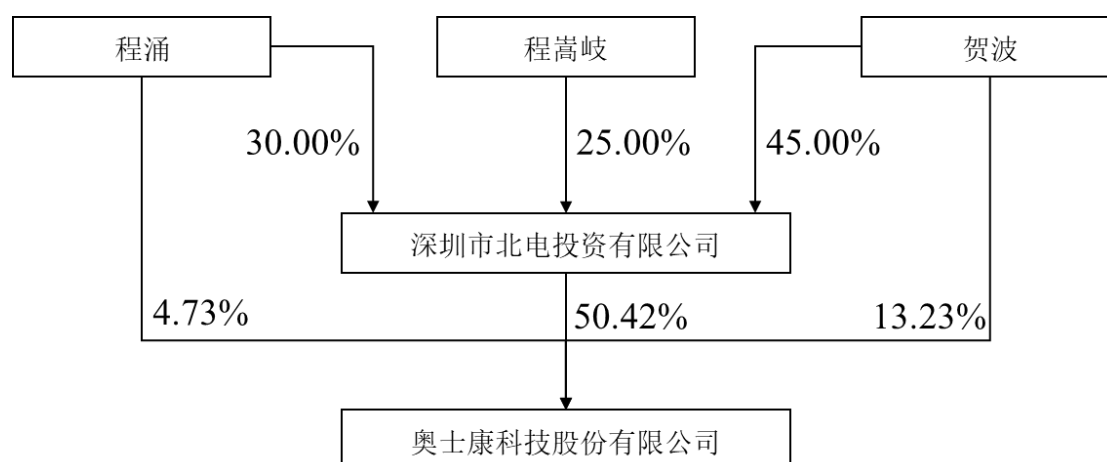 程涌
程嵩岐
贺波
30.00%
25.00%
45.00%
深圳市北电投资有限公司
4.73%
50.42%
13.23%
奥士康科技股份有限公司